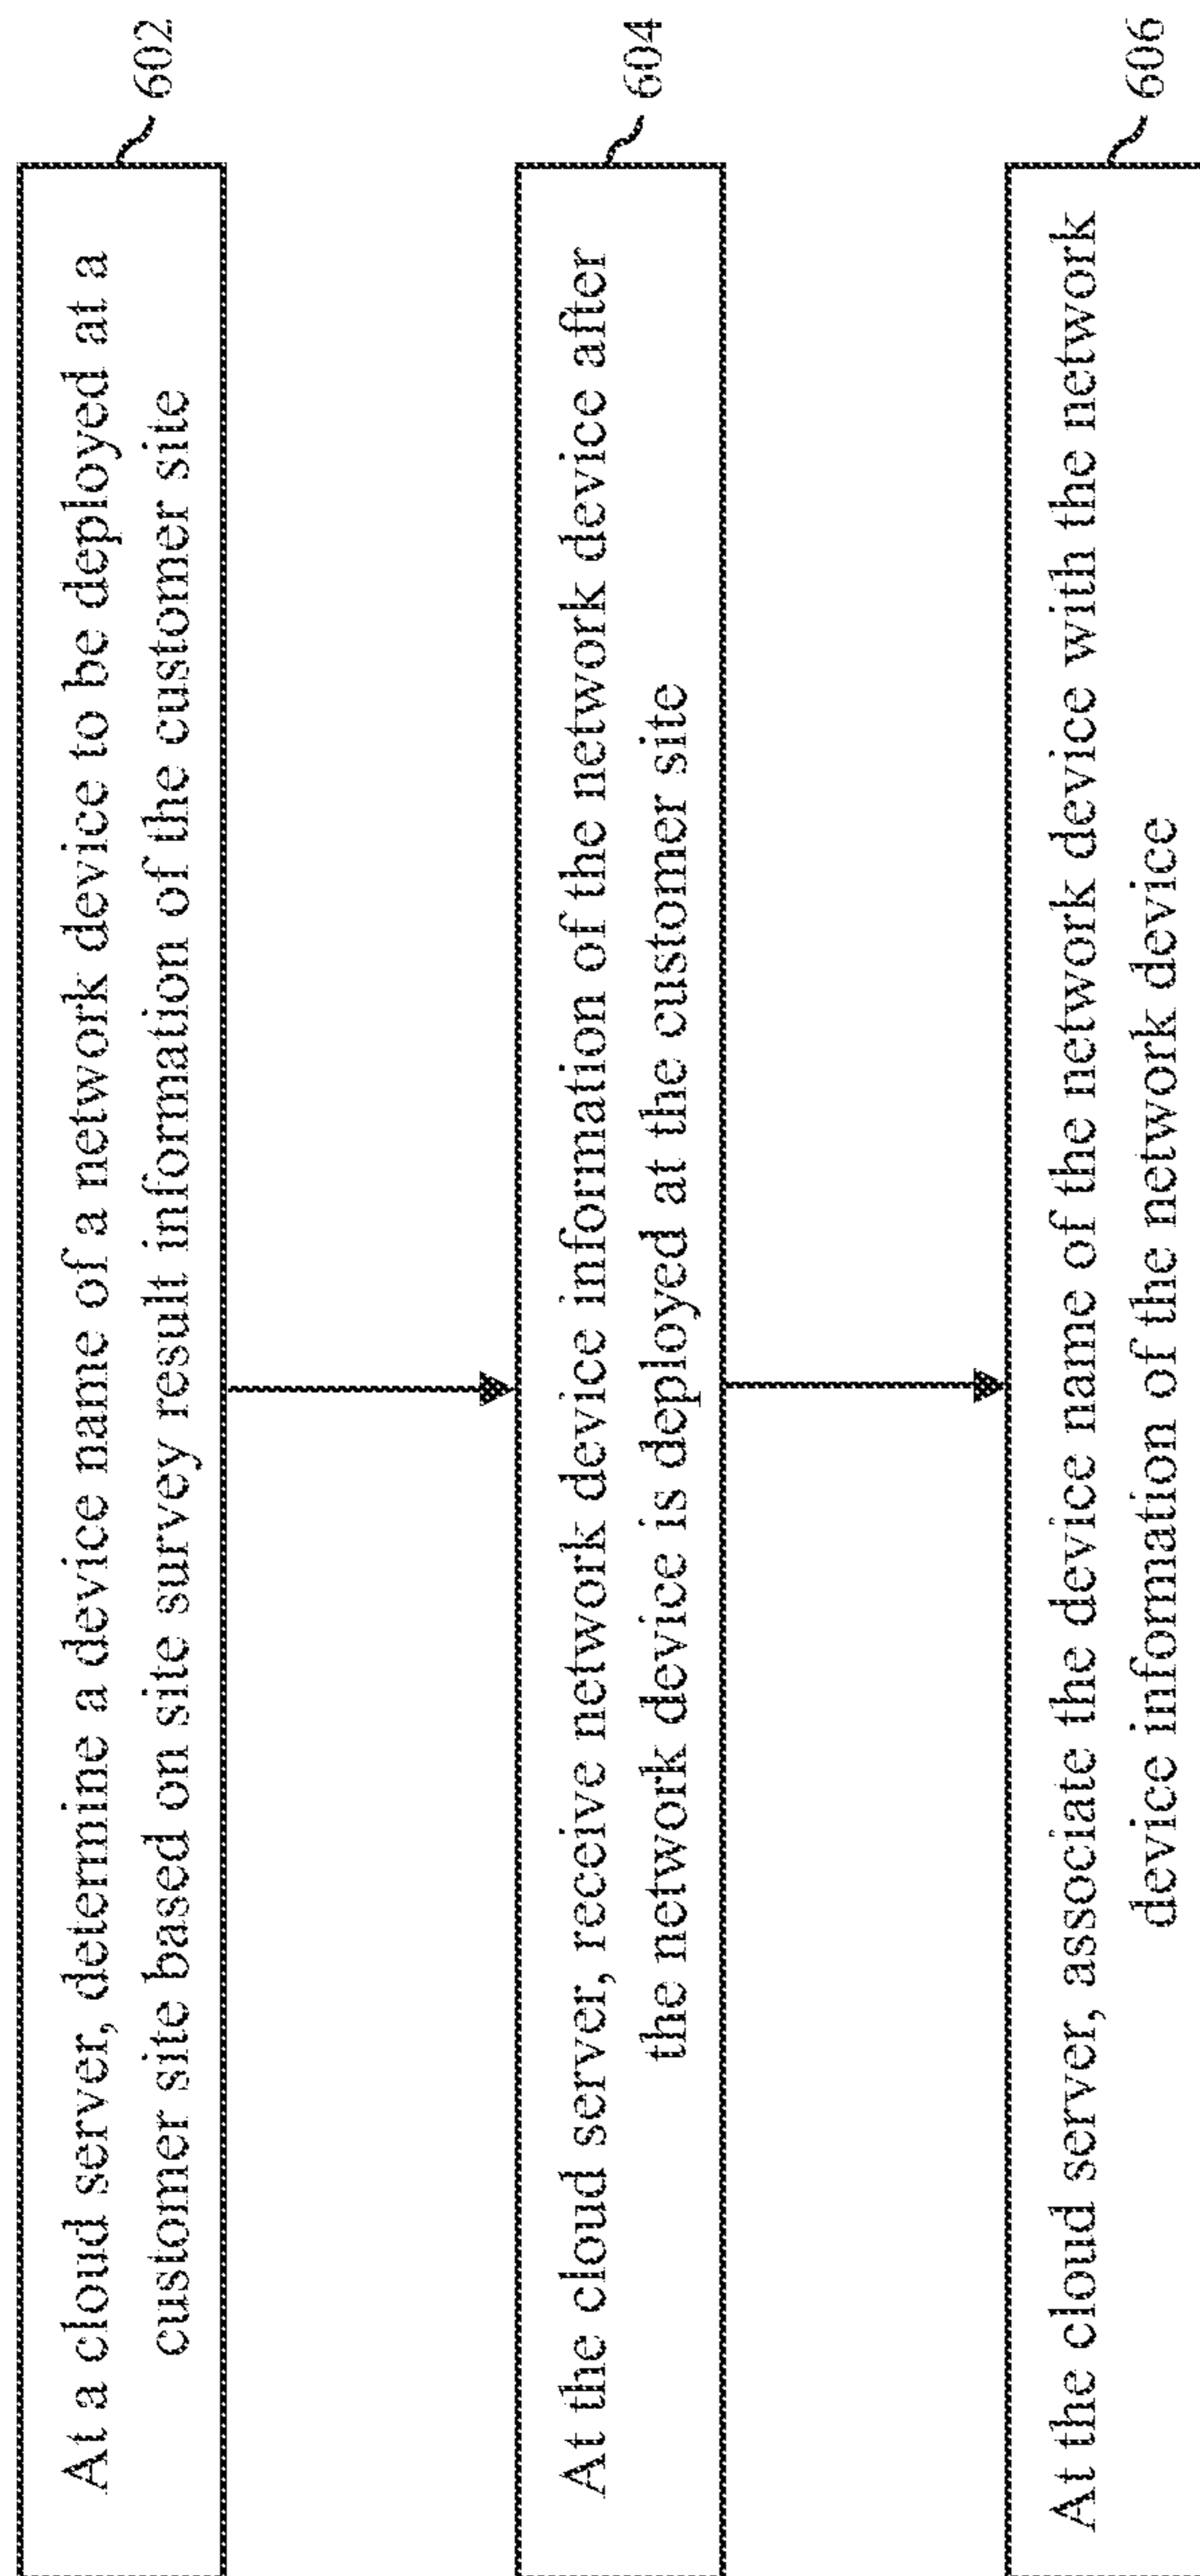 At a cloud server, determine a device name of a network device to be deployed at a
customer site based on site survey result information of the customer site
602
At the cloud server, receive network device information of the network device after
the network device is deployed at the customer site
604
At the cloud server, associate the device name of the network device with the network
device information of the network device
606